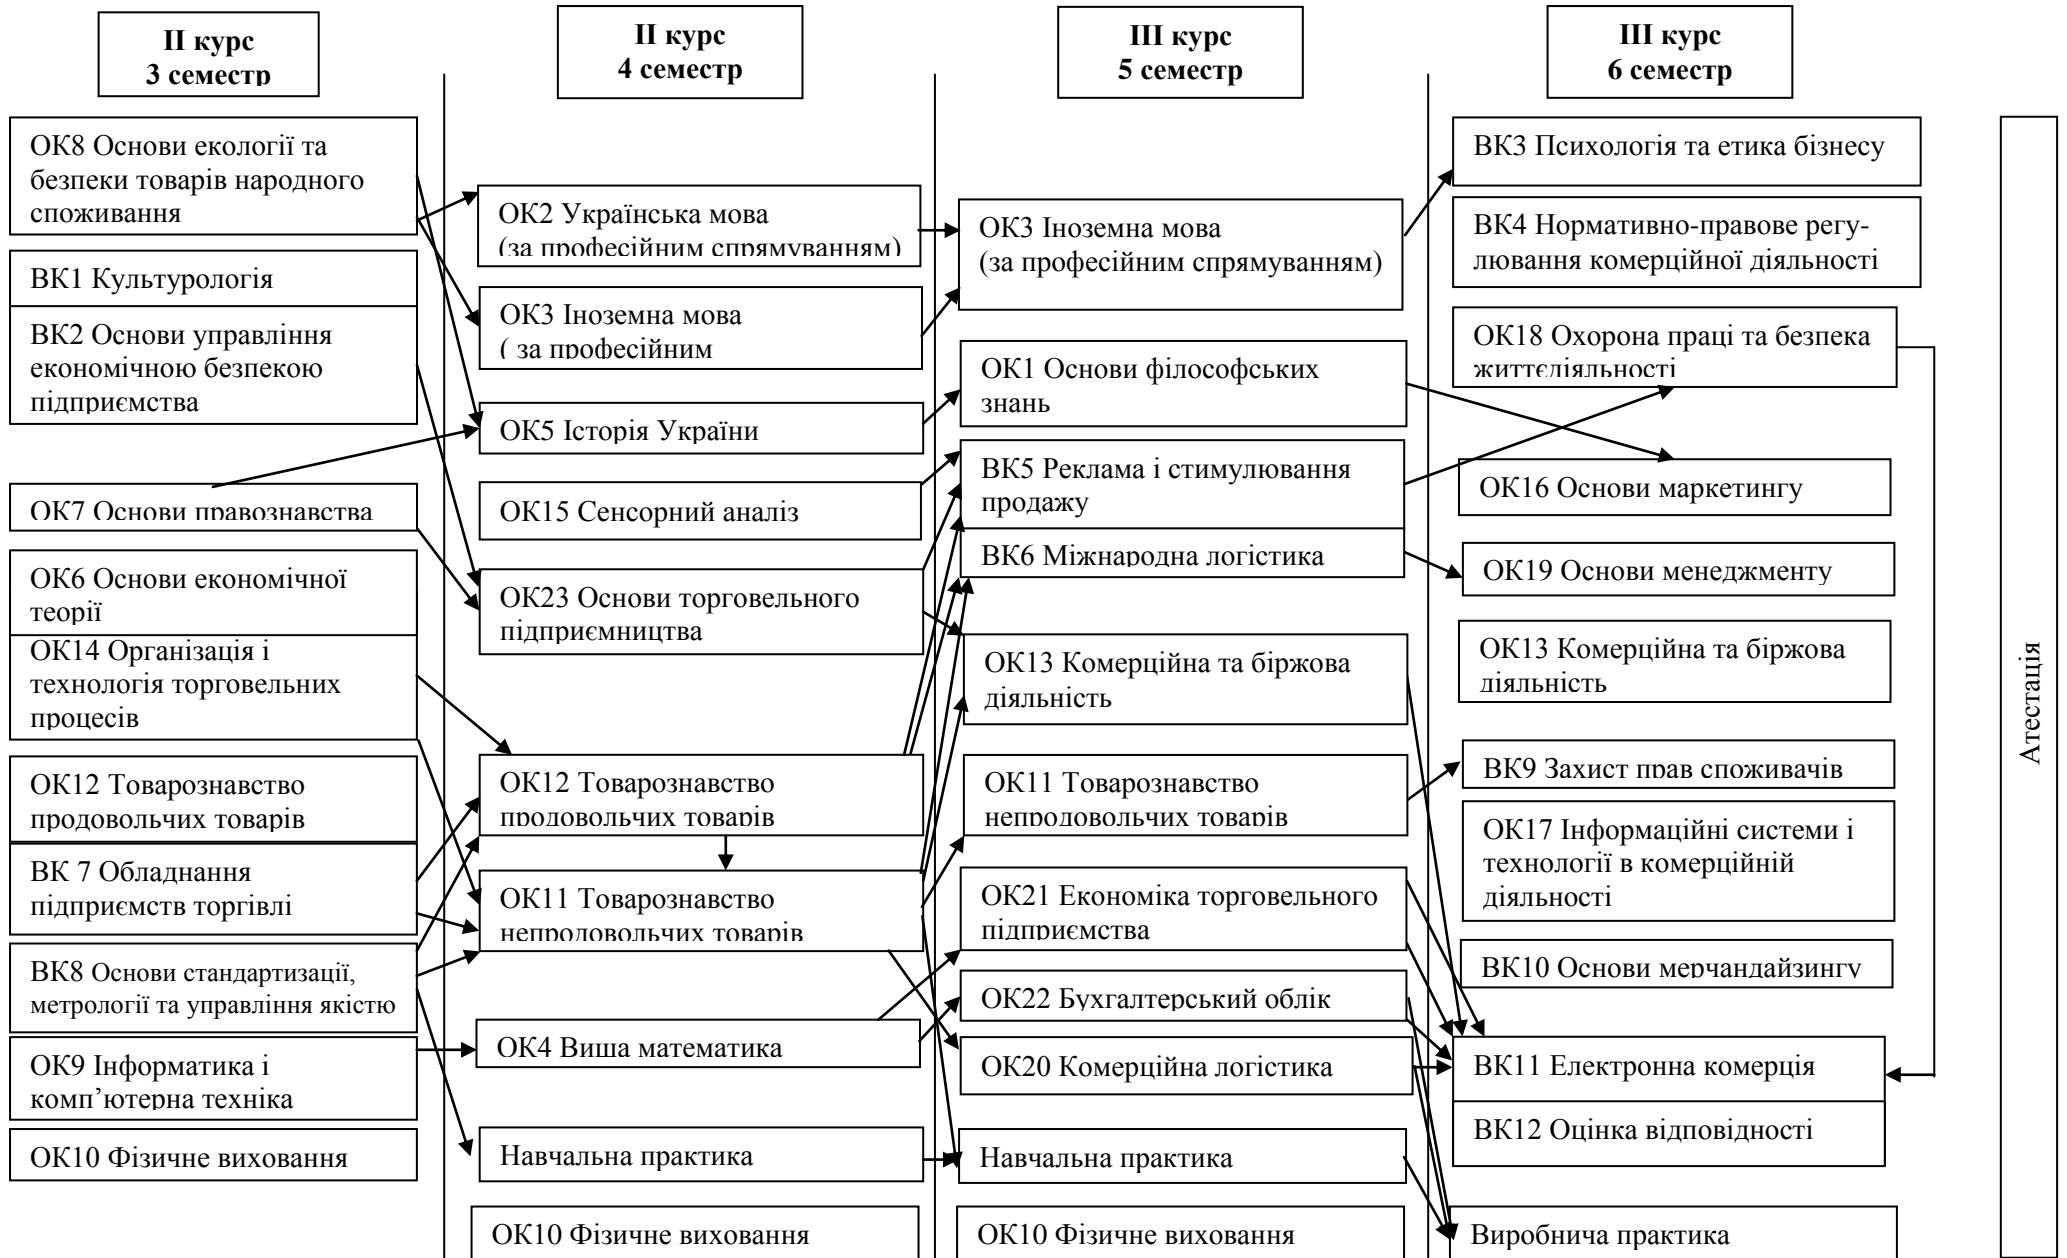 II курс
3 семестр
ОК8 Основи екології та
безпеки товарів народного
споживання
ВК1 Культурологія
ВК2 Основи управління
економічною безпекою
підприємства
ОК7 Основи правознавства
ОК6 Основи економічної
теорії
ОК14 Організація і
технологія торговельних
процесів
ОК12 Товарознавство
продовольчих товарів
ВК 7 Обладнання
підприємств торгівлі
ВК8 Основи стандартизації,
метрології та управління якістю
ОК9 Інформатика і
комп’ютерна техніка
ОК10 Фізичне виховання
II курс
4 семестр
ОК2 Українська мова
(за професійним спрямуванням)
ОК3 Іноземна мова
( за професійним
ОК5 Історія України
ОК15 Сенсорний аналіз
ОК23 Основи торговельного
підприємництва
ОК12 Товарознавство
продовольчих товарів
ОК11 Товарознавство
непродовольчих товарів
ОК4 Вища математика
Навчальна практика
ОК10 Фізичне виховання
III курс
5 семестр
ОК3 Іноземна мова
(за професійним спрямуванням)
ОК1 Основи філософських
знань
ВК5 Реклама і стимулювання
продажу
ВК6 Міжнародна логістика
ОК13 Комерційна та біржова
діяльність
ОК11 Товарознавство
непродовольчих товарів
ОК21 Економіка торговельного
підприємства
ОК22 Бухгалтерський облік
ОК20 Комерційна логістика
Навчальна практика
ОК10 Фізичне виховання
III курс
6 семестр
ВК3 Психологія та етика бізнесу
ВК4 Нормативно-правове регу-
лювання комерційної діяльності
ОК18 Охорона праці та безпека
життєдіяльності
ОК16 Основи маркетингу
ОК19 Основи менеджменту
ОК13 Комерційна та біржова
діяльність
ВК9 Захист прав споживачів
ОК17 Інформаційні системи і
технології в комерційній
діяльності
ВК10 Основи мерчандайзингу
ВК11 Електронна комерція
ВК12 Оцінка відповідності
Виробнича практика
Атестація